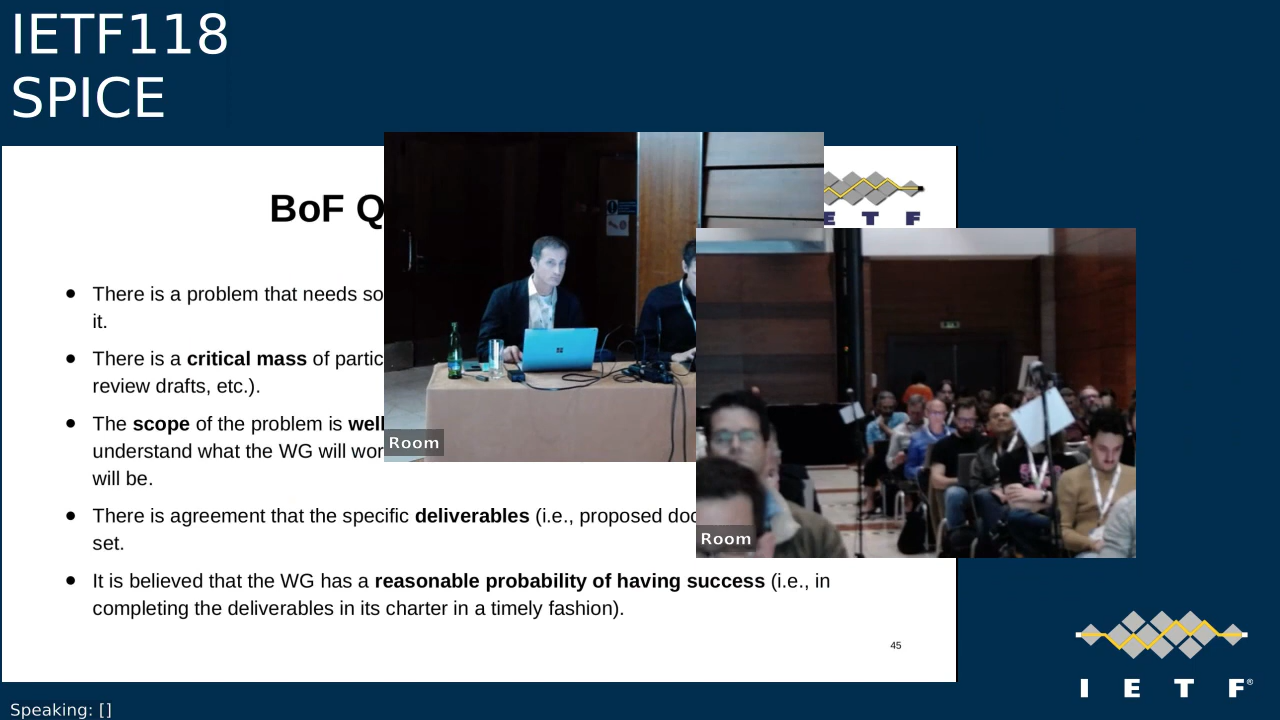 IETF118
SPICE
BoF Q
E T F
There is a problem that needs so
it.
There is a critical mass of partic
review drafts, etc.).
The scope of the problem is well
understand what the WG will wor
will be.
There is agreement that the specific deliverables (i.e., proposed doc
set.
It is believed that the WG has a reasonable probability of having success (i.e., in
completing the deliverables in its charter in a timely fashion).
45
Room
Room
I E T F®
Speaking: []